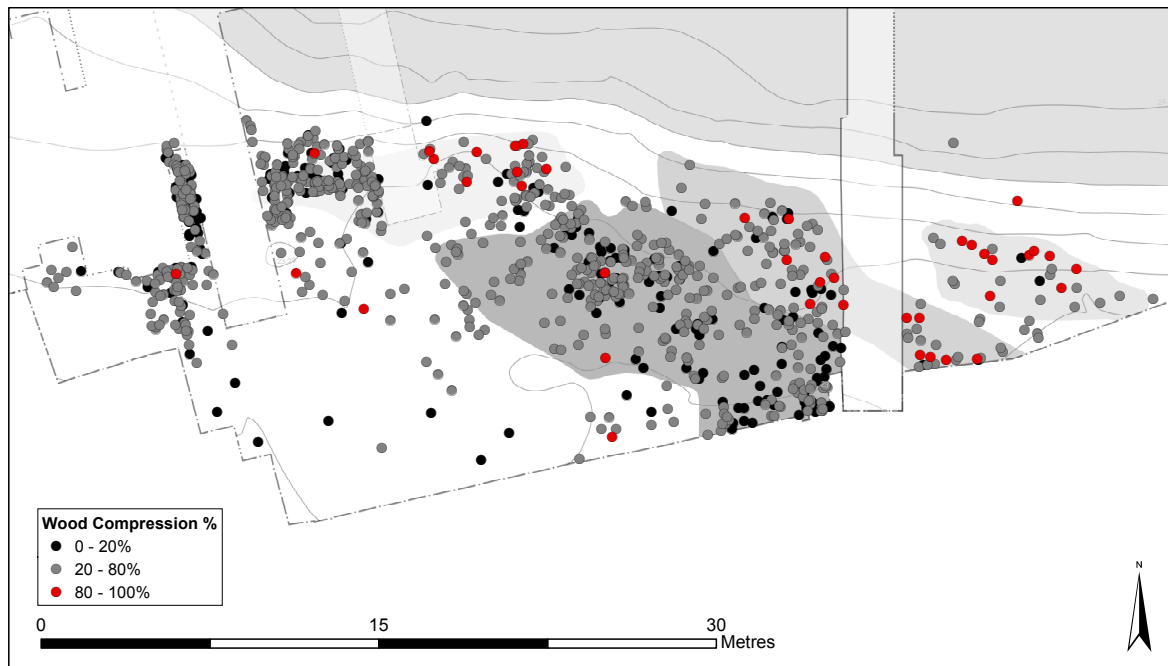 Wood Compression %
0 - 20%
20 - 80%
80 - 100%
N
0 15 30 Metres